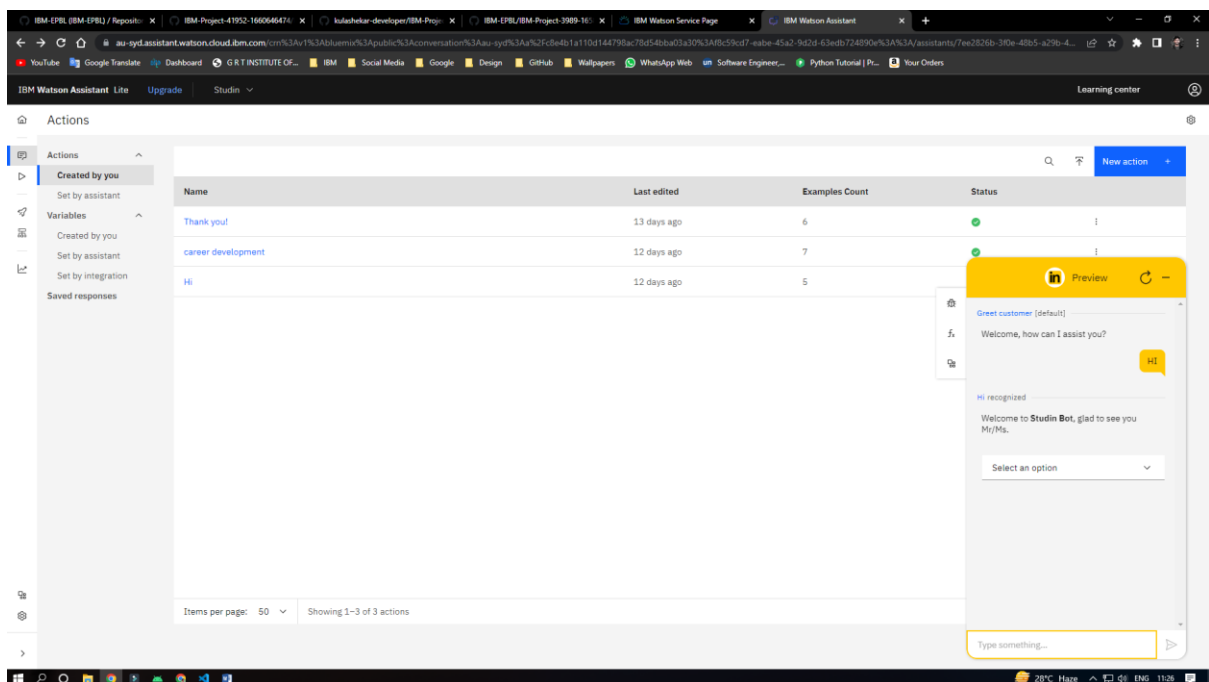 IBM-EPBL (IBM-EPBL) / Reposito
IBM-Project-41952-1660646474
kulashekar-developer/IBM-Proje
IBM-EPBL/IBM-Project-3989-165
IBM Watson Service Page
IBM Watson Assistant
YouTube Google Translate Dashboard G R T INSTITUTE OF... IBM Social Media Google Design GitHub Wallpapers WhatsApp Web Software Engineer,... Python Tutorial | Pr... Your Orders
IBM Watson Assistant Lite Upgrade Studin Learning center
Actions
Actions
Created by you
Set by assistant
Variables
Created by you
Set by assistant
Set by integration
Saved responses
New action +
Name Last edited Examples Count Status
Thank you! 13 days ago 6
career development 12 days ago 7
Hi 12 days ago 5
Items per page: 50 Showing 1–3 of 3 actions
in Preview
Greet customer [default]
Welcome, how can I assist you?
HI
Hi recognized
Welcome to Studin Bot, glad to see you
Mr/Ms.
Select an option
Type something...
28°C Haze ENG 11:26